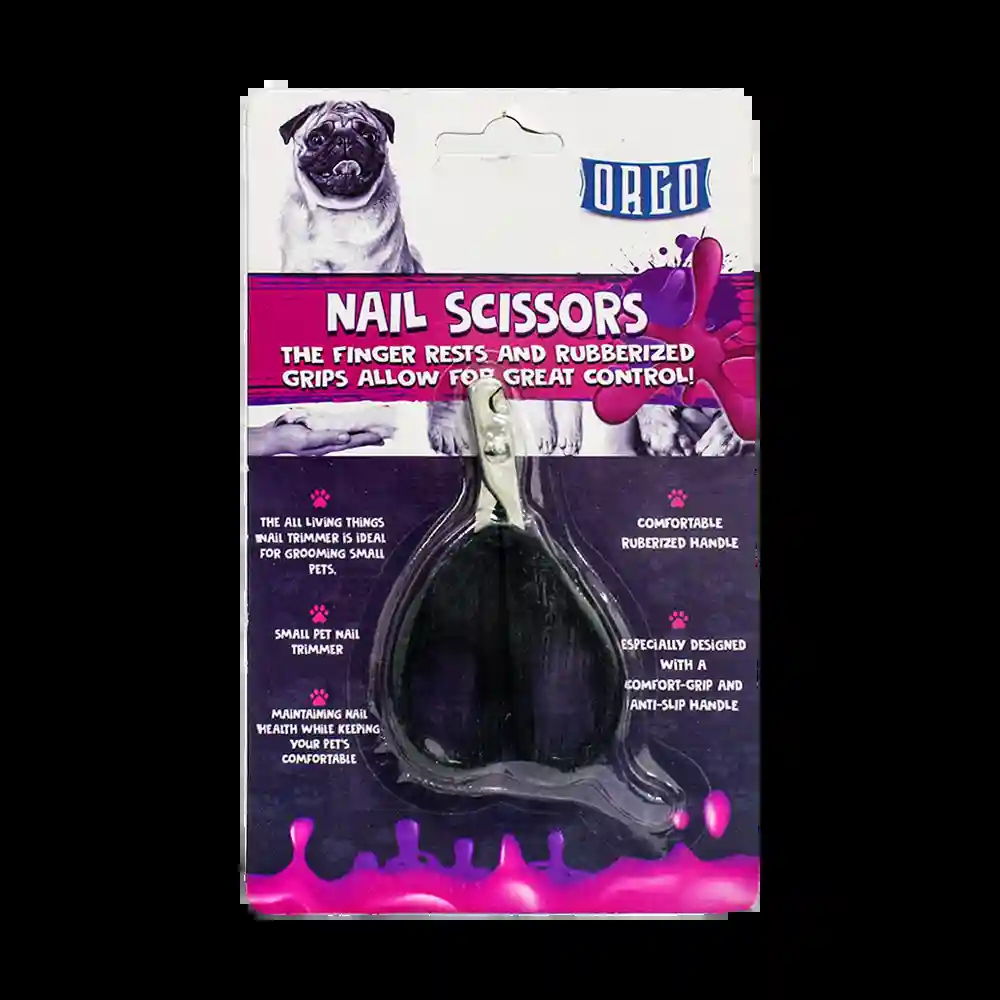 ORGO
NAIL SCISSORS
THE FINGER RESTS AND RUBBERIZED
GRIPS ALLOW FOR GREAT CONTROL!
THE ALL LIVING THINGS
NAIL TRIMMER IS IDEAL
FOR GROOMING SMALL
PETS.
SMALL PET NAIL
TRIMMER
MAINTAINING NAIL
HEALTH WHILE KEEPING
YOUR PET'S
COMFORTABLE
COMFORTABLE
RUBERIZED HANDLE
ESPECIALLY DESIGNED
WITH A
COMFORT-GRIP AND
ANTI-SLIP HANDLE